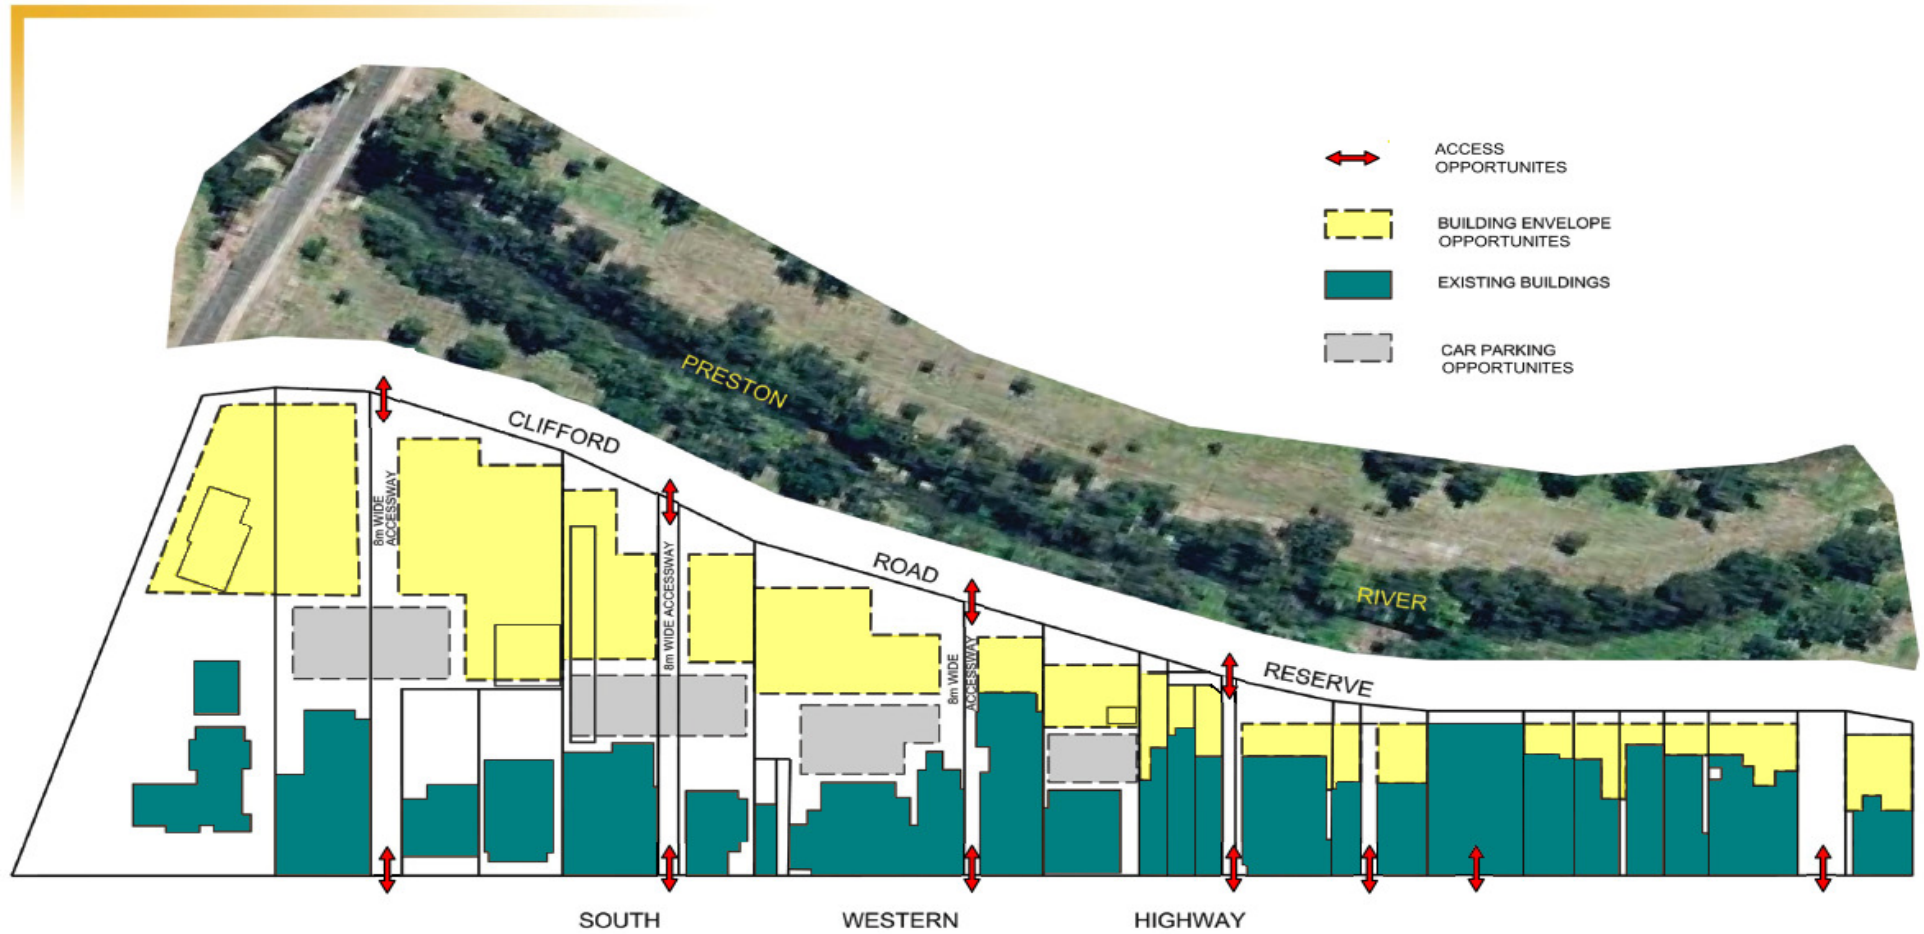 ACCESS
OPPORTUNITES
BUILDING ENVELOPE
OPPORTUNITES
EXISTING BUILDINGS
CAR PARKING
OPPORTUNITES
PRESTON
RIVER
CLIFFORD
ROAD
RESERVE
8m WIDE
ACCESSWAY
8m WIDE ACCESSWAY
8m WIDE
ACCESSWAY
SOUTH
WESTERN
HIGHWAY